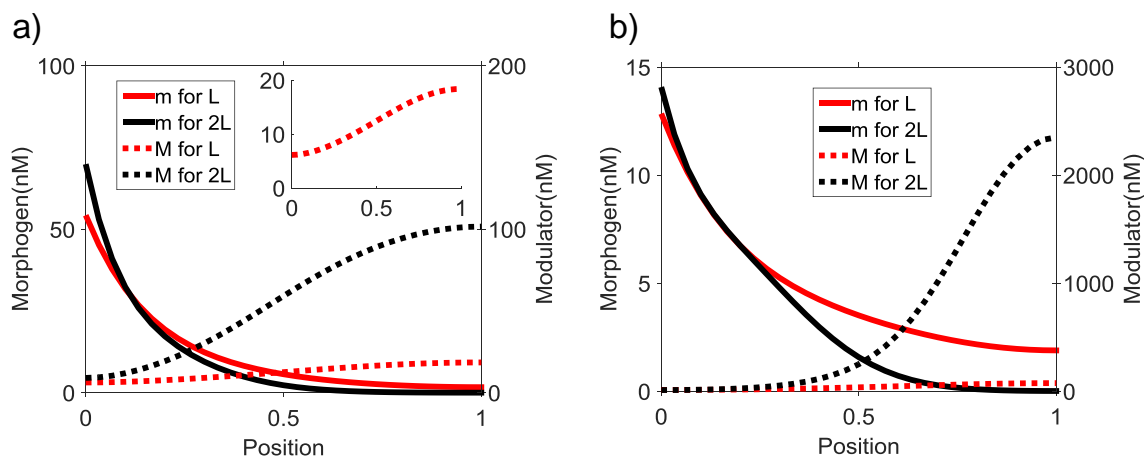 a)
100
50
0
Morphogen(nM)
m for L
m for 2L
M for L
M for 2L
20
10
0
0
0.5
1
200
100
0
Modulator(nM)
0
0.5
1
Position
b)
15
10
5
0
Morphogen(nM)
m for L
m for 2L
M for L
M for 2L
3000
2000
1000
0
Modulator(nM)
0
0.5
1
Position